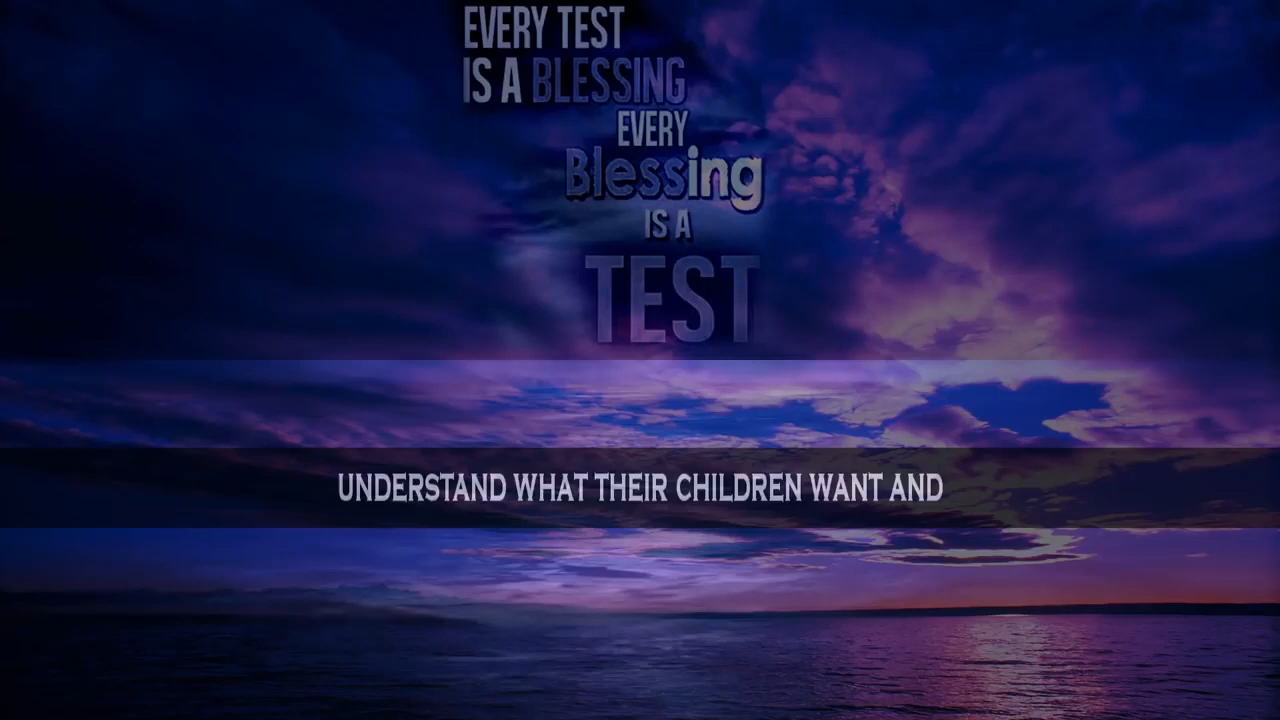 EVERY TEST
IS A BLESSING
EVERY
Blessing
IS A
TEST
UNDERSTAND WHAT THEIR CHILDREN WANT AND